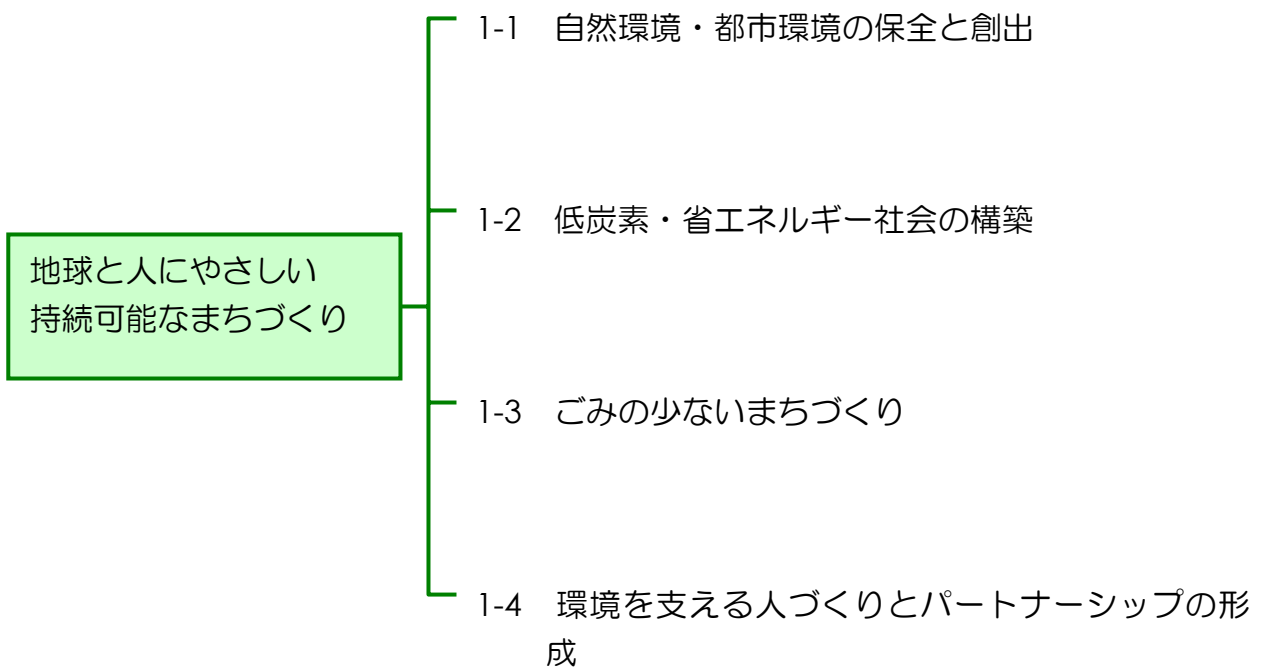 1-1 自然環境・都市環境の保全と創出
1-2 低炭素・省エネルギー社会の構築
地球と人にやさしい
持続可能なまちづくり
1-3 ごみの少ないまちづくり
1-4 環境を支える人づくりとパートナーシップの形
成